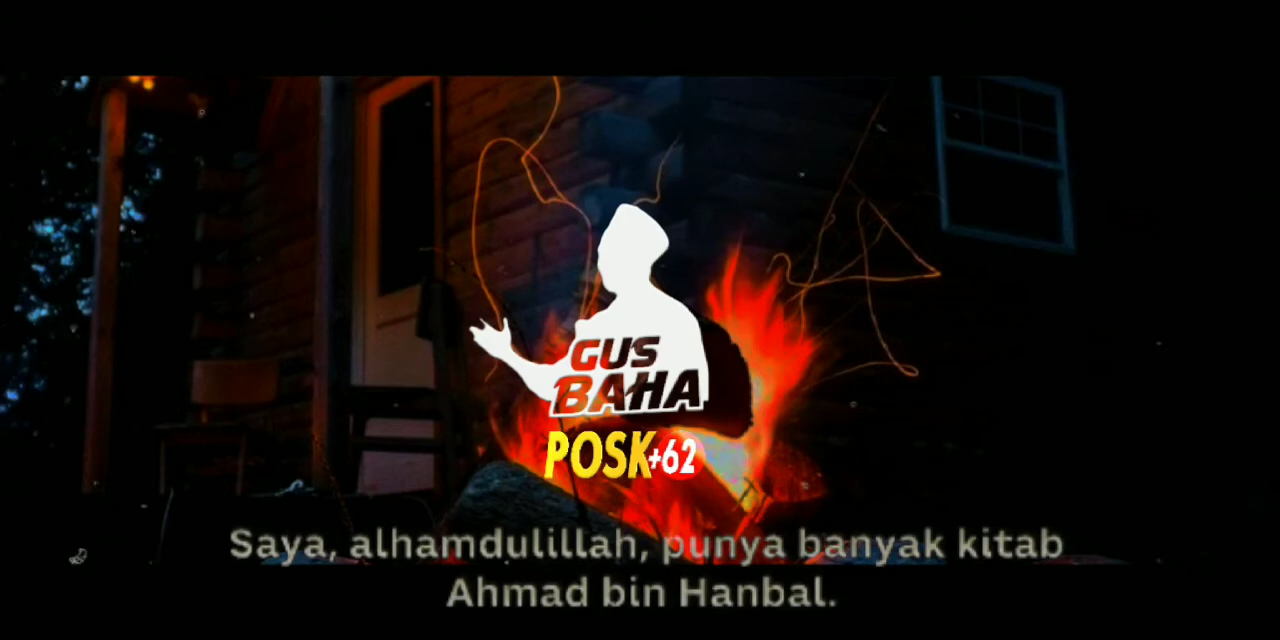 GUS
BAHA
POSK+62
Saya, alhamdulillah, punya banyak kitab
Ahmad bin Hanbal.